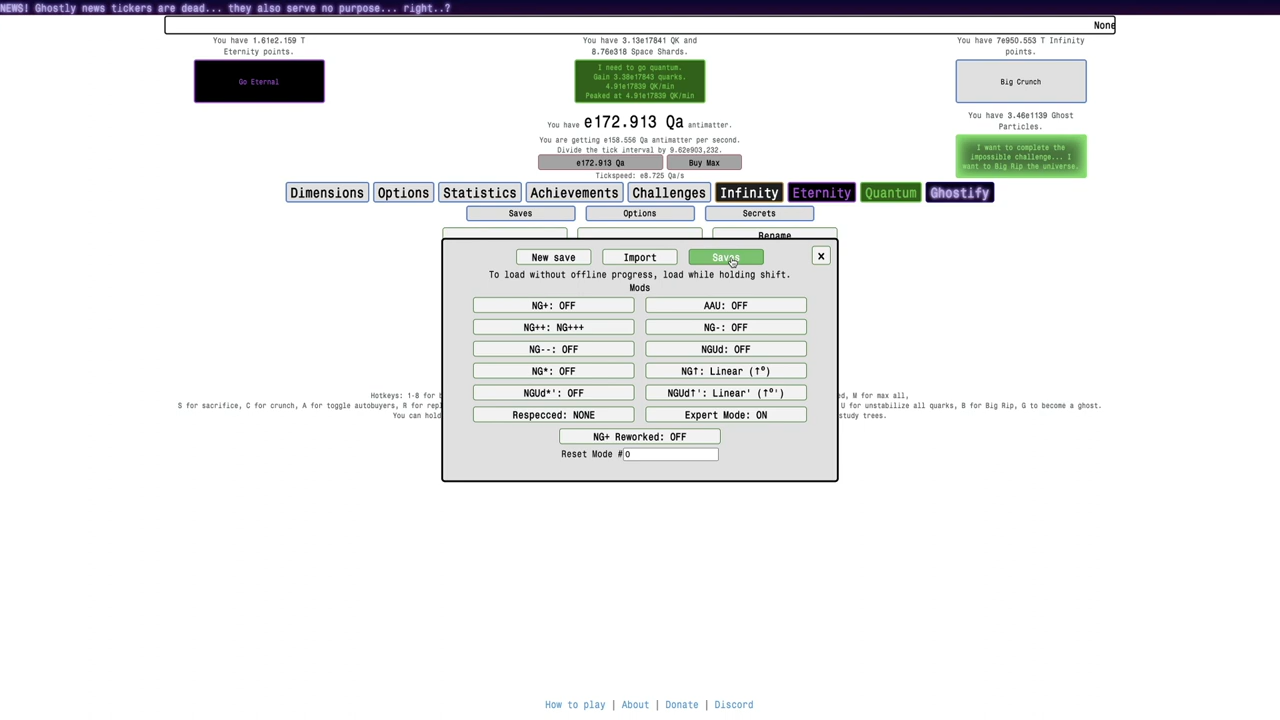 NEWS! Ghostly news tickers are dead... they also serve no purpose... right..?
None
You have 1.61e2.159 T
Eternity points.
Go Eternal
You have 3.13e17841 QK and
8.76e318 Space Shards.
I need to go quantum.
Gain 3.38e17843 quarks.
4.91e17839 QK/min
Peaked at 4.91e17839 QK/min
You have 7e950.553 T Infinity
points.
Big Crunch
You have 3.46e1139 Ghost
Particles.
I want to complete the
impossible challenge... I
want to Big Rip the universe.
You have e172.913 Qa antimatter.
You are getting e158.556 Qa antimatter per second.
Divide the tick interval by 9.62e903,232.
e172.913 Qa
Buy Max
Tickspeed: e8.725 Qa/s
Dimensions
Options
Statistics
Achievements
Challenges
Infinity
Eternity
Quantum
Ghostify
Saves
Options
Secrets
Rename
New save
Import
Saves
×
To load without offline progress, load while holding shift.
Mods
NG+: OFF
AAU: OFF
NG++: NG+++
NG-: OFF
NG--: OFF
NGUd: OFF
NG*: OFF
NG↑: Linear (↑⁰)
NGUd*': OFF
NGUd↑': Linear' (↑⁰')
Respecced: NONE
Expert Mode: ON
NG+ Reworked: OFF
Reset Mode #0
Hotkeys: 1-8 for
d, M for max all,
S for sacrifice, C for crunch, A for toggle autobuyers, R for
U for unstabilize all quarks, B for Big Rip, G to become a ghost.
You can hold
study trees.
How to play | About | Donate | Discord